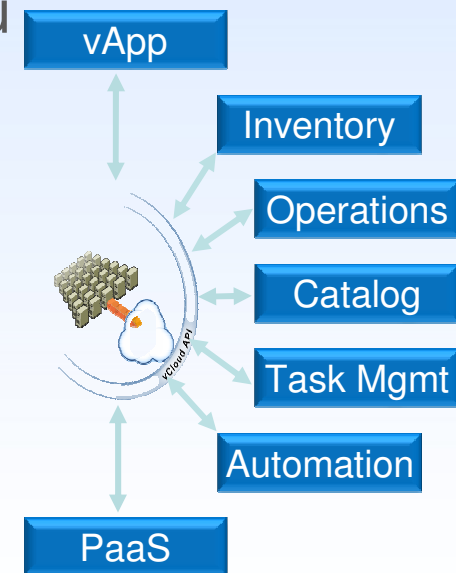 vApp
Inventory
Operations
Catalog
vCloud API
Task Mgmt
Automation
PaaS